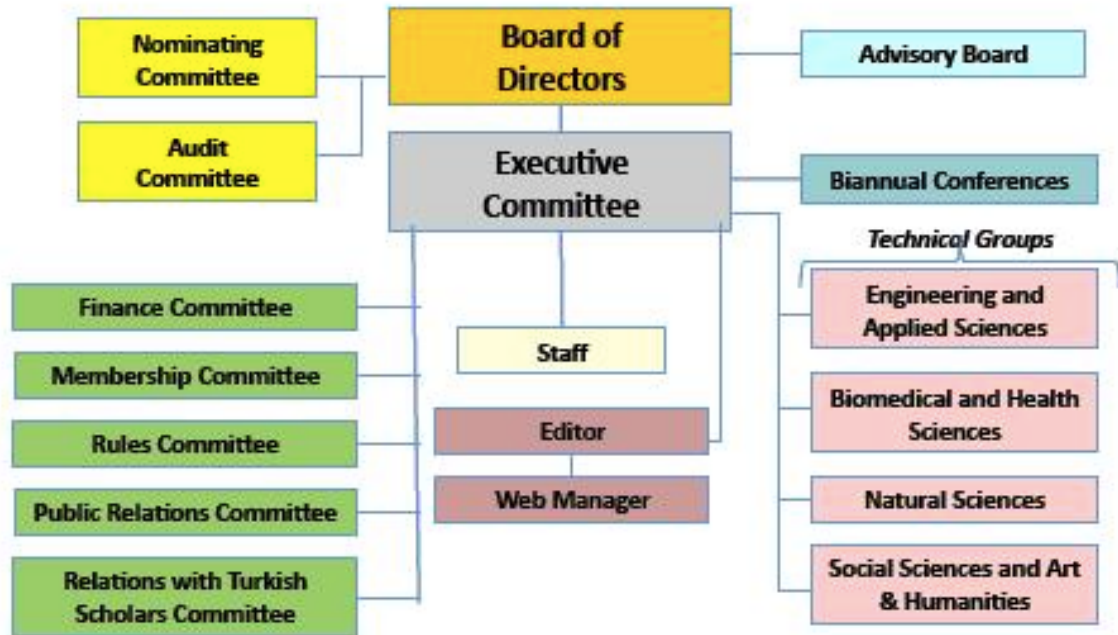 Nominating
Committee
Board of
Directors
Advisory Board
Audit
Committee
Executive
Committee
Biannual Conferences
Technical Groups
Finance Committee
Membership Committee
Rules Committee
Public Relations Committee
Relations with Turkish
Scholars Committee
Staff
Editor
Web Manager
Engineering and
Applied Sciences
Biomedical and Health
Sciences
Natural Sciences
Social Sciences and Art
& Humanities